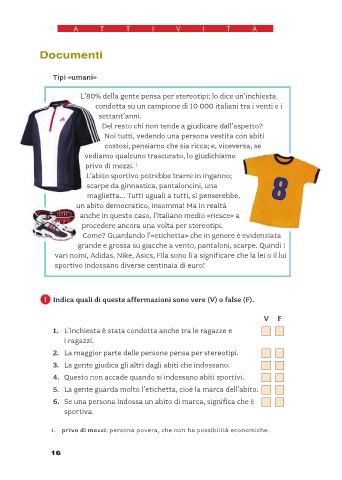 A T T I V I T À
Documenti
Tipi «umani»
L'80% della gente pensa per stereotipi; lo dice un'inchiesta
condotta su un campione di 10 000 italiani tra i venti e i
settant'anni.
Del resto chi non tende a giudicare dall'aspetto?
Noi tutti, vedendo una persona vestita con abiti
costosi, pensiamo che sia ricca; e, viceversa, se
vediamo qualcuno trascurato, lo giudichiamo
privo di mezzi.1
L'abito sportivo potrebbe trarre in inganno;
scarpe da ginnastica, pantaloncini, una
maglietta... Tutti uguali a tutti, si penserebbe,
un abito democratico, insomma! Ma in realtà
anche in questo caso, l'italiano medio «riesce» a
procedere ancora una volta per stereotipi.
Come? Guardando l'«etichetta» che in genere è evidenziata
grande e grossa su giacche a vento, pantaloni, scarpe. Quindi i
vari nomi, Adidas, Nike, Asics, Fila sono lì a significare che la lei o il lui
sportivo indossano diverse centinaia di euro!
8
1 Indica quali di queste affermazioni sono vere (V) o false (F).
V F
1. L'inchiesta è stata condotta anche tra le ragazze e
i ragazzi.
2. La maggior parte delle persone pensa per stereotipi.
3. La gente giudica gli altri dagli abiti che indossano.
4. Questo non accade quando si indossano abiti sportivi.
5. La gente guarda molto l'etichetta, cioè la marca dell'abito.
6. Se una persona indossa un abito di marca, significa che è
sportiva.
1. privo di mezzi: persona povera, che non ha possibilità economiche.
16